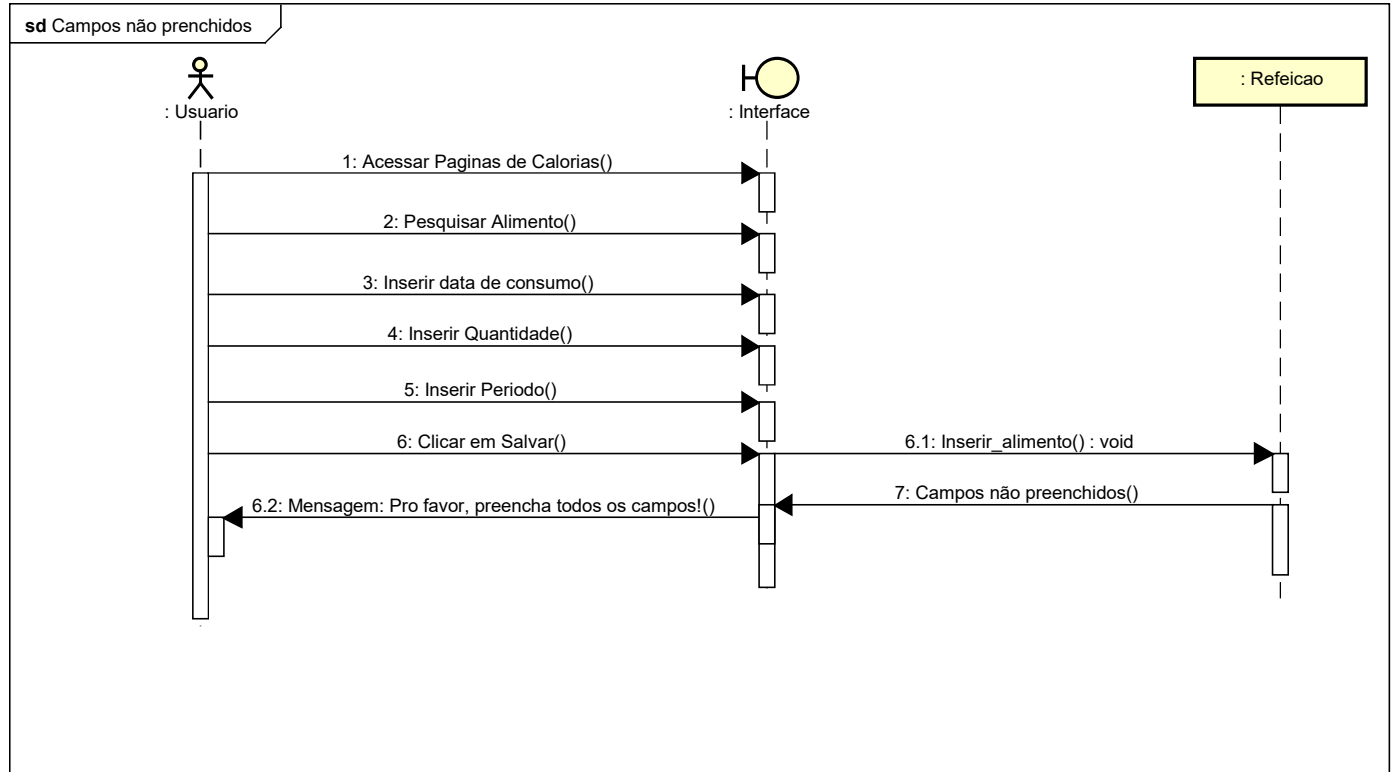 sd Campos não prenchidos
: Usuario
: Interface
: Refeicao
1: Acessar Paginas de Calorias()
2: Pesquisar Alimento()
3: Inserir data de consumo()
4: Inserir Quantidade()
5: Inserir Periodo()
6: Clicar em Salvar()
6.1: Inserir_alimento() : void
7: Campos não preenchidos()
6.2: Mensagem: Pro favor, preencha todos os campos!()